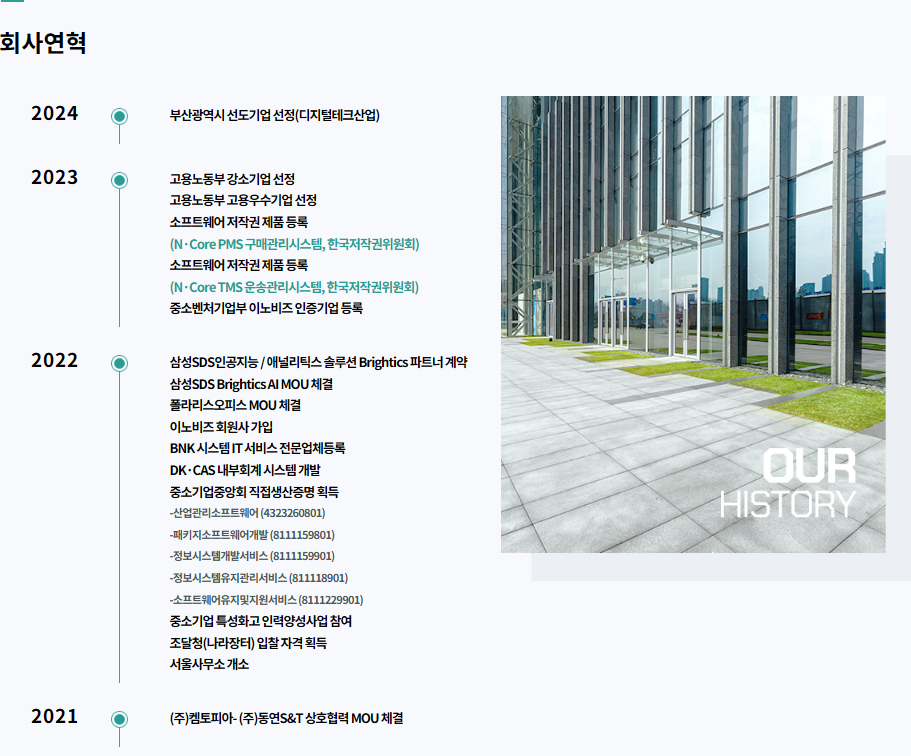 회사연혁
2024
부산광역시 선도기업 선정(디지털테크산업)
2023
고용노동부 강소기업 선정
고용노동부 고용우수기업 선정
소프트웨어 저작권 제품 등록
(N·Core PMS 구매관리시스템, 한국저작권위원회)
소프트웨어 저작권 제품 등록
(N·Core TMS 운송관리시스템, 한국저작권위원회)
중소벤처기업부 이노비즈 인증기업 등록
2022
삼성SDS인공지능 / 애널리틱스 솔루션 Brightics 파트너 계약
삼성SDS Brightics AI MOU 체결
폴라리스오피스 MOU 체결
이노비즈 회원사 가입
BNK 시스템 IT 서비스 전문업체등록
DK·CAS 내부회계 시스템 개발
중소기업중앙회 직접생산증명 획득
-산업관리소프트웨어 (4323260801)
-패키지소프트웨어개발 (8111159801)
-정보시스템개발서비스 (8111159901)
-정보시스템유지관리서비스 (811118901)
-소프트웨어유지및지원서비스 (8111229901)
중소기업 특성화고 인력양성사업 참여
조달청(나라장터) 입찰 자격 획득
서울사무소 개소
2021
(주)켐토피아- (주)동연S&T 상호협력 MOU 체결
OUR
HISTORY